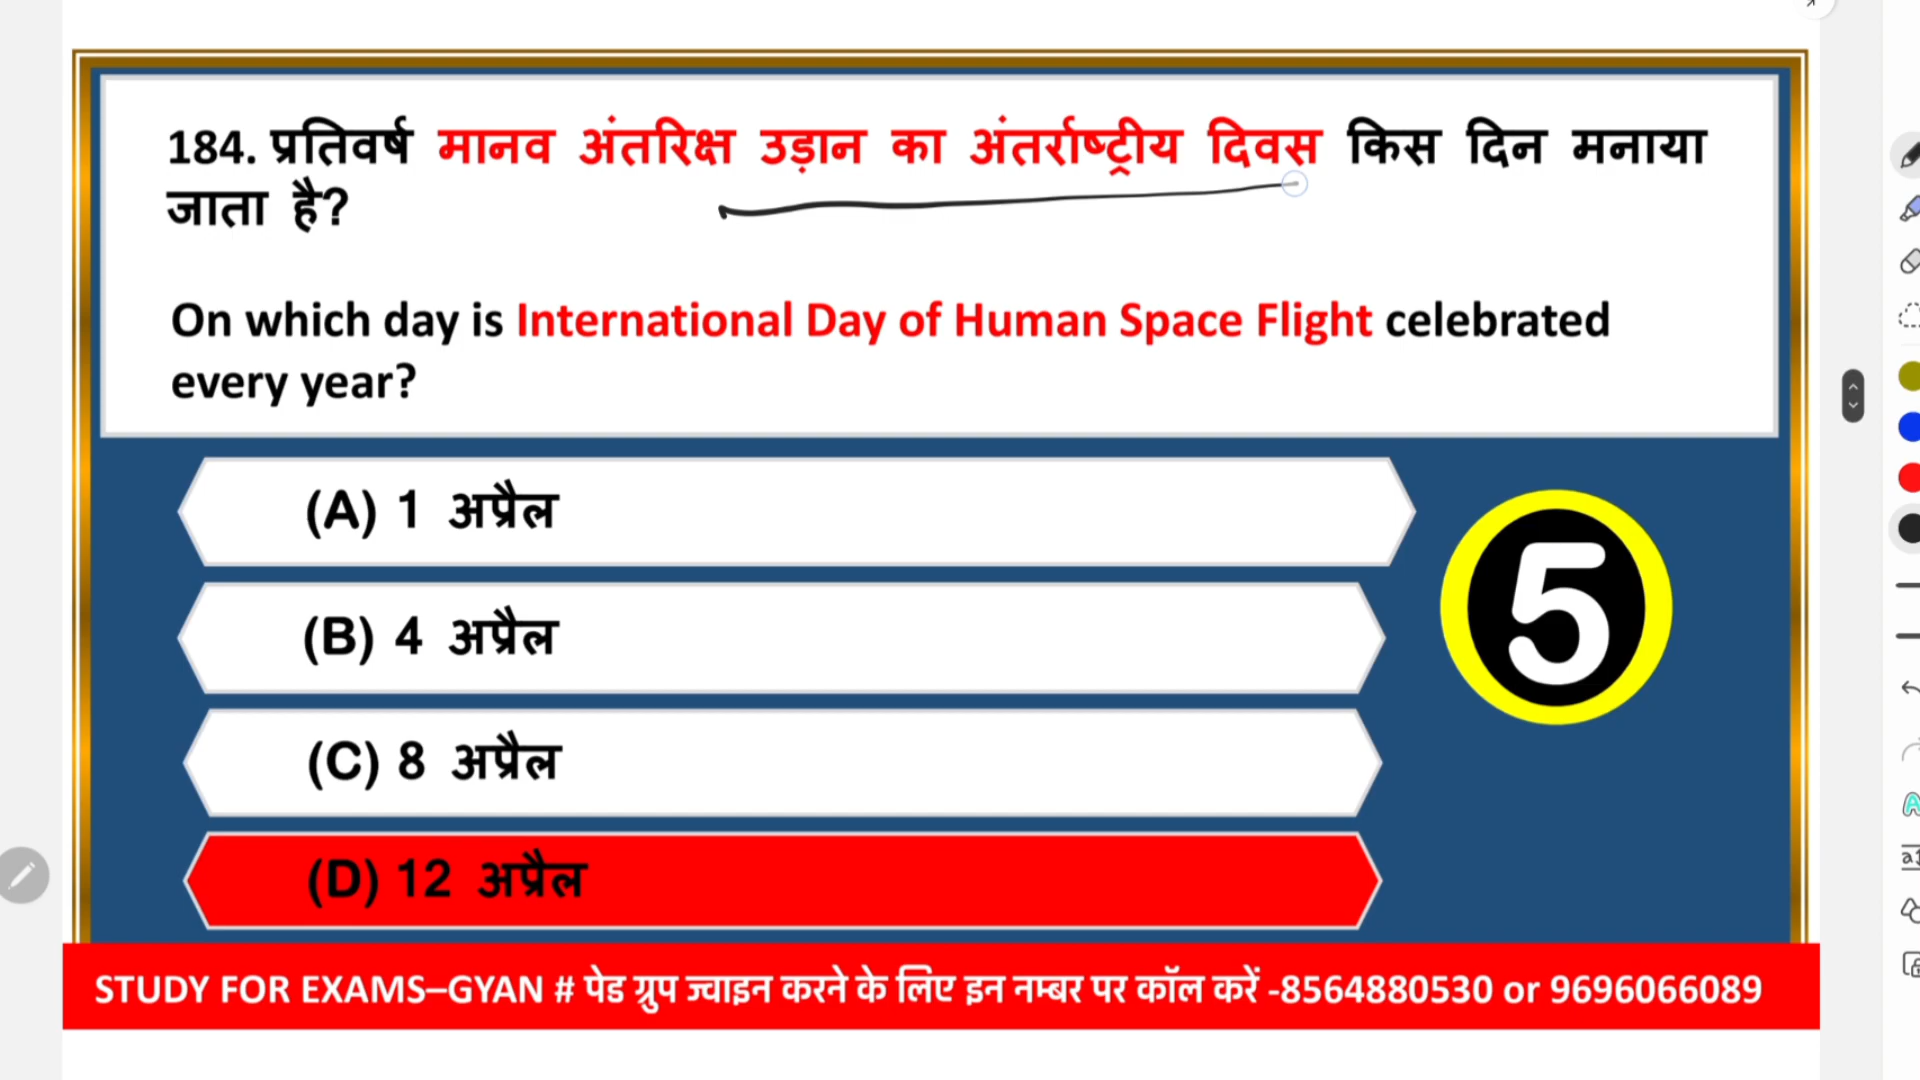 184. प्रतिवर्ष मानव अंतरिक्ष उड़ान का अंतर्राष्ट्रीय दिवस किस दिन मनाया
जाता है?
On which day is International Day of Human Space Flight celebrated
every year?
(A) 1 अप्रैल
(B) 4 अप्रैल
(C) 8 अप्रैल
(D) 12 अप्रैल
5
STUDY FOR EXAMS–GYAN # पेड ग्रुप ज्वाइन करने के लिए इन नम्बर पर कॉल करें -8564880530 or 9696066089